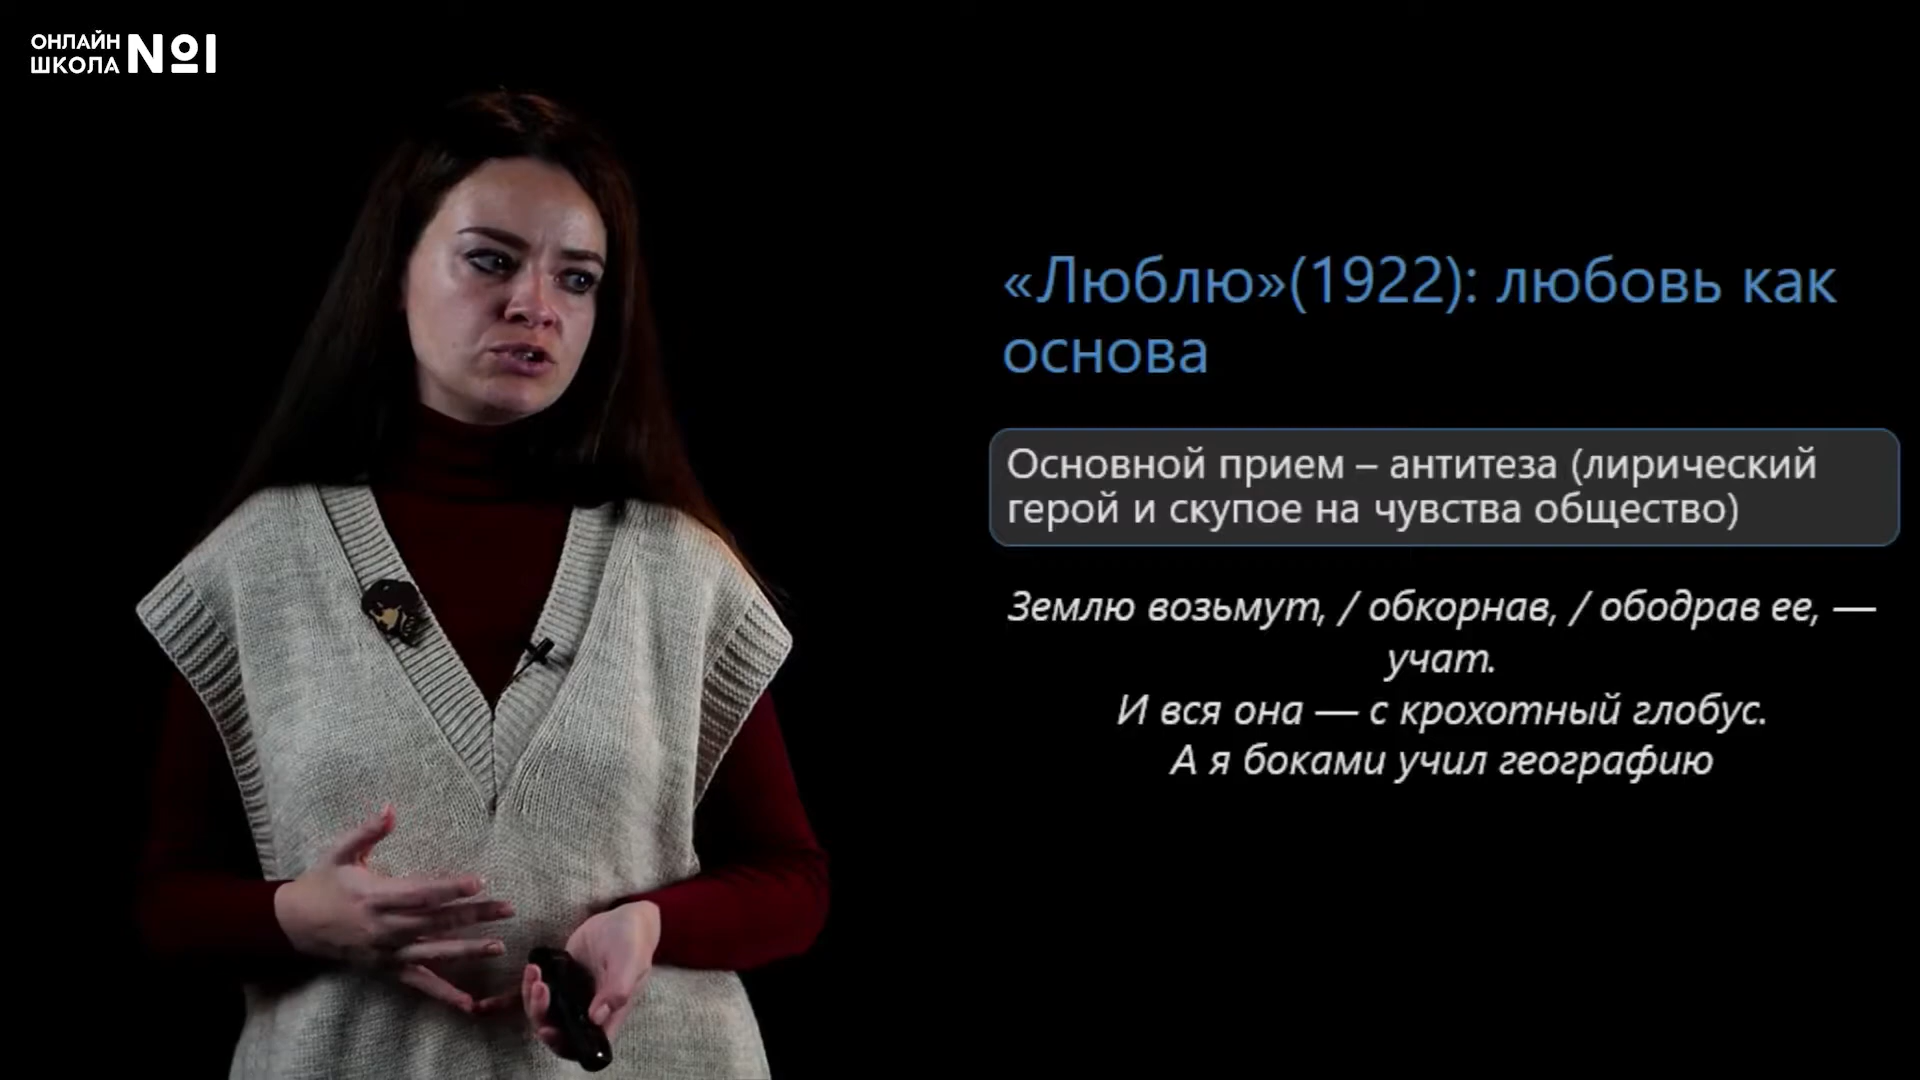 ОНЛАЙН
ШКОЛА №1
«Люблю»(1922): любовь как
основа
Основной прием – антитеза (лирический
герой и скупое на чувства общество)
Землю возьмут, / обкорнав, / ободрав ее, —
учат.
И вся она — с крохотный глобус.
А я боками учил географию